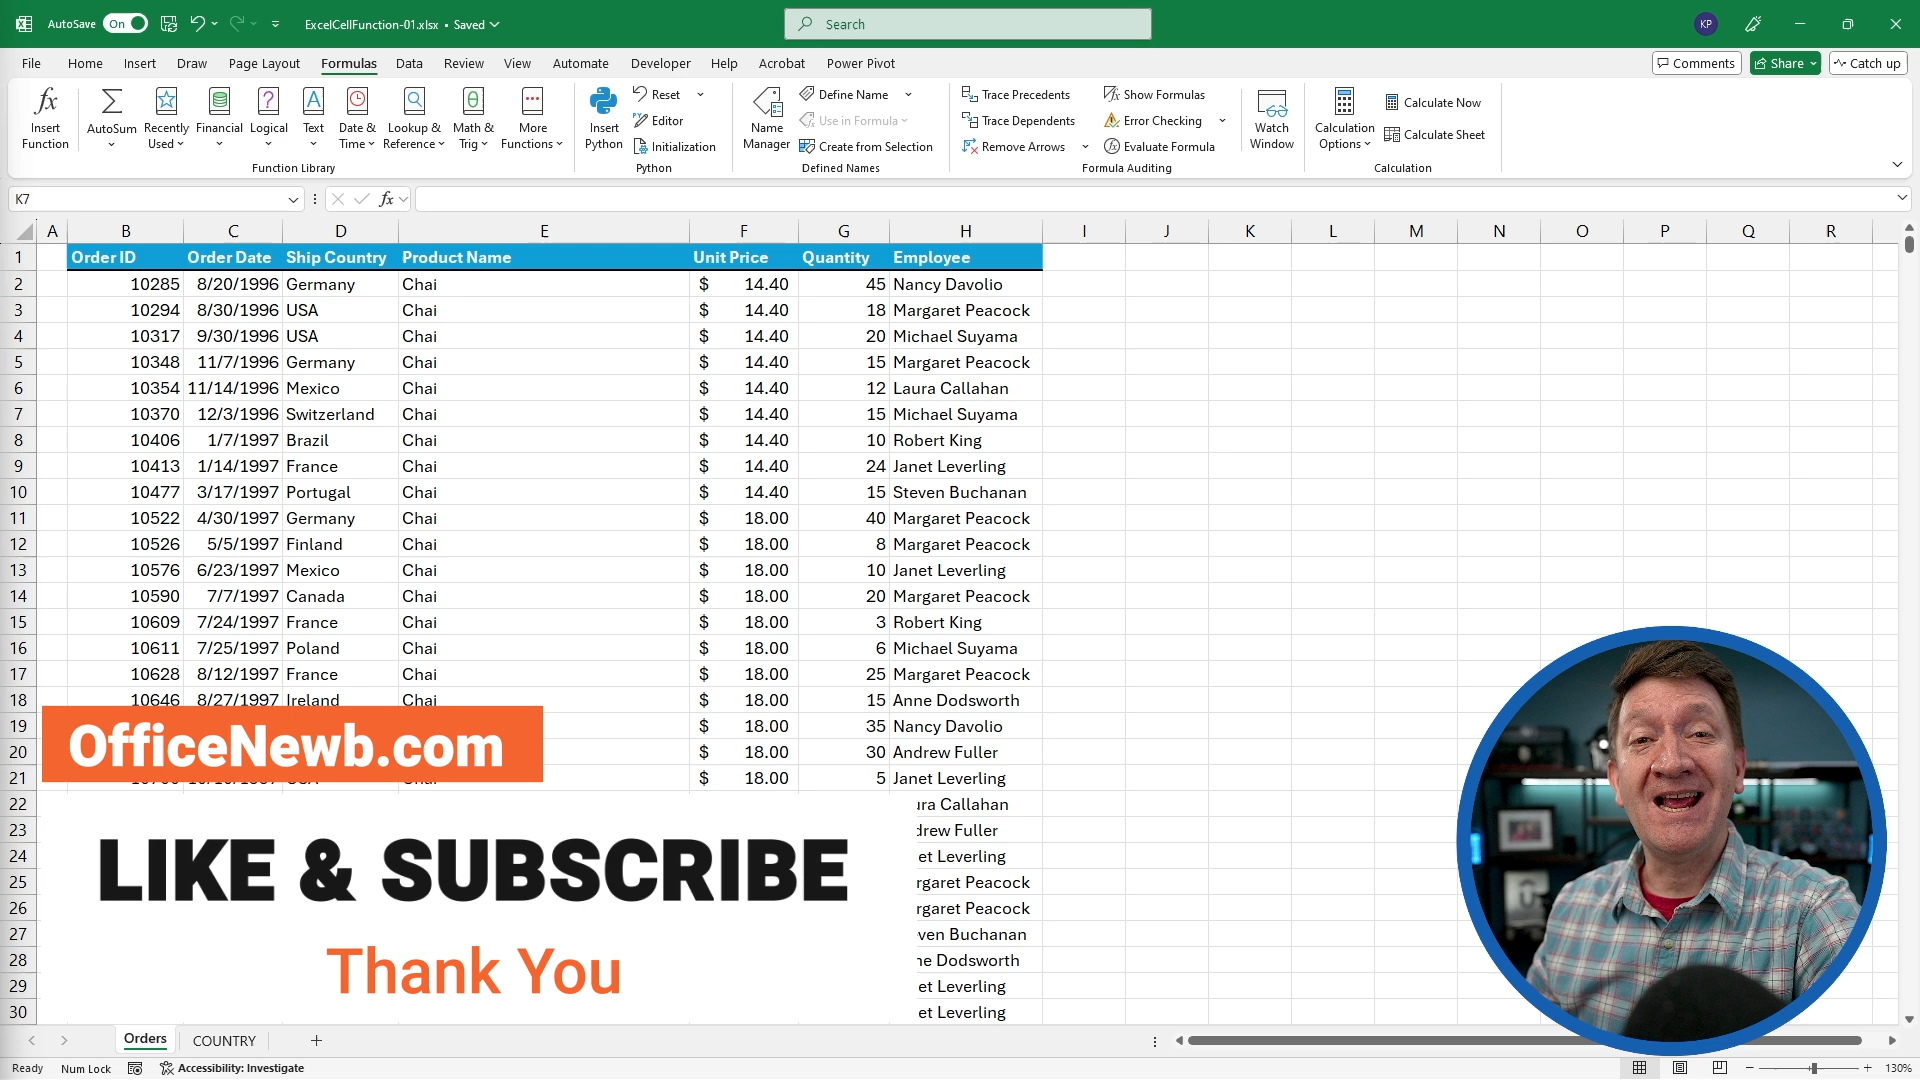 AutoSave On ExcelCellFunction-01.xlsx • Saved Search KP
File Home Insert Draw Page Layout Formulas Data Review View Automate Developer Help Acrobat Power Pivot Comments Share Catch up
Insert Function AutoSum Recently Used Financial Logical Text Date & Time Lookup & Reference Math & Trig More Functions
Function Library
Insert Python Reset Editor Initialization
Python
Name Manager Define Name Use in Formula Create from Selection
Defined Names
Trace Precedents Trace Dependents Remove Arrows Show Formulas Error Checking Evaluate Formula
Formula Auditing
Watch Window
Calculation Options Calculate Now Calculate Sheet
Calculation
K7 fx
A B C D E F G H I J K L M N O P Q R
1 Order ID Order Date Ship Country Product Name Unit Price Quantity Employee
2 10285 8/20/1996 Germany Chai $ 14.40 45 Nancy Davolio
3 10294 8/30/1996 USA Chai $ 14.40 18 Margaret Peacock
4 10317 9/30/1996 USA Chai $ 14.40 20 Michael Suyama
5 10348 11/7/1996 Germany Chai $ 14.40 15 Margaret Peacock
6 10354 11/14/1996 Mexico Chai $ 14.40 12 Laura Callahan
7 10370 12/3/1996 Switzerland Chai $ 14.40 15 Michael Suyama
8 10406 1/7/1997 Brazil Chai $ 14.40 10 Robert King
9 10413 1/14/1997 France Chai $ 14.40 24 Janet Leverling
10 10477 3/17/1997 Portugal Chai $ 14.40 15 Steven Buchanan
11 10522 4/30/1997 Germany Chai $ 18.00 40 Margaret Peacock
12 10526 5/5/1997 Finland Chai $ 18.00 8 Margaret Peacock
13 10576 6/23/1997 Mexico Chai $ 18.00 10 Janet Leverling
14 10590 7/7/1997 Canada Chai $ 18.00 20 Margaret Peacock
15 10609 7/24/1997 France Chai $ 18.00 3 Robert King
16 10611 7/25/1997 Poland Chai $ 18.00 6 Michael Suyama
17 10628 8/12/1997 France Chai $ 18.00 25 Margaret Peacock
18 10646 8/27/1997 Ireland Chai $ 18.00 15 Anne Dodsworth
19 $ 18.00 35 Nancy Davolio
OfficeNewb.com
20 $ 18.00 30 Andrew Fuller
21 $ 18.00 5 Janet Leverling
22 ura Callahan
23 drew Fuller
24 et Leverling
LIKE & SUBSCRIBE
25 rgaret Peacock
26 rgaret Peacock
27 ven Buchanan
28 ne Dodsworth
Thank You
29 et Leverling
30 et Leverling
Orders COUNTRY
Ready Num Lock Accessibility: Investigate 130%